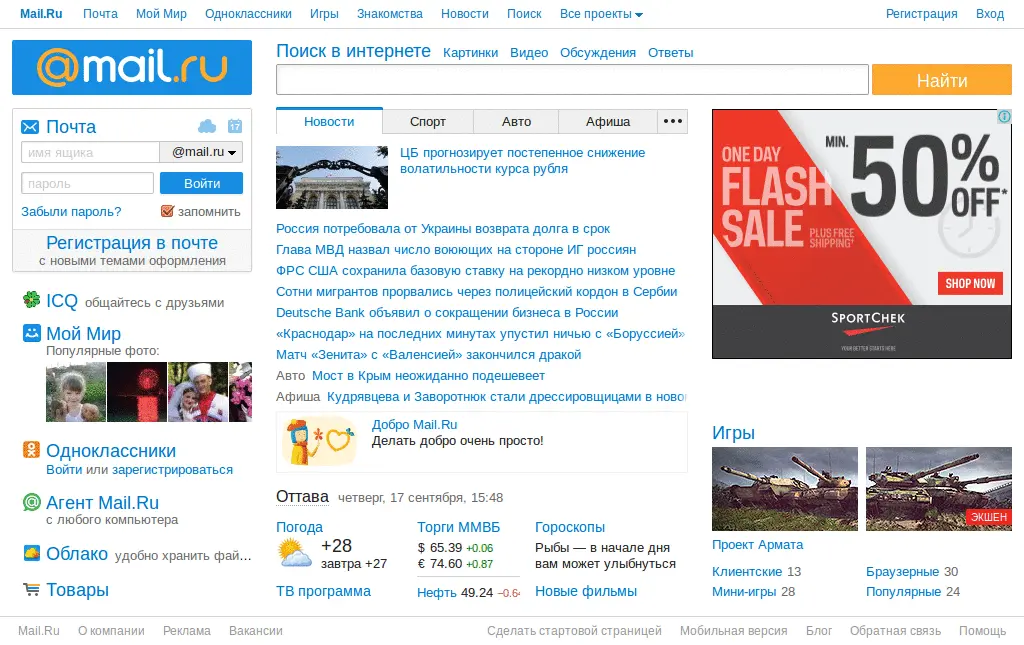 Mail.Ru Почта Мой Мир Одноклассники Игры Знакомства Новости Поиск Все проекты Регистрация Вход
@mail.ru
Поиск в интернете Картинки Видео Обсуждения Ответы
Найти
Почта 17
имя ящика @mail.ru
пароль Войти
Забыли пароль? запомнить
Регистрация в почте
с новыми темами оформления
ICQ общайтесь с друзьями
Мой Мир
Популярные фото:
Одноклассники
Войти или зарегистрироваться
Агент Mail.Ru
с любого компьютера
Облако удобно хранить фай...
Товары
Новости Спорт Авто Афиша •••
ЦБ прогнозирует постепенное снижение
волатильности курса рубля
Россия потребовала от Украины возврата долга в срок
Глава МВД назвал число воюющих на стороне ИГ россиян
ФРС США сохранила базовую ставку на рекордно низком уровне
Сотни мигрантов прорвались через полицейский кордон в Сербии
Deutsche Bank объявил о сокращении бизнеса в России
«Краснодар» на последних минутах упустил ничью с «Боруссией»
Матч «Зенита» с «Валенсией» закончился дракой
Авто Мост в Крым неожиданно подешевеет
Афиша Кудрявцева и Заворотнюк стали дрессировщицами в ново
Добро Mail.Ru
Делать добро очень просто!
Оттава четверг, 17 сентября, 15:48
Погода
+28
завтра +27
ТВ программа
Торги ММВБ
$ 65.39 +0.06
€ 74.60 +0.87
Нефть 49.24 -0.64
Гороскопы
Рыбы — в начале дня
вам может улыбнуться
Новые фильмы
ONE DAY
FLASH
SALE PLUS FREE
SHIPPING†
MIN. 50% OFF*
SHOP NOW
SPORTCHEK
YOUR BETTER STARTS HERE
Игры
ЭКШЕН
Проект Армата
Клиентские 13 Браузерные 30
Мини-игры 28 Популярные 24
Mail.Ru О компании Реклама Вакансии Сделать стартовой страницей Мобильная версия Блог Обратная связь Помощь